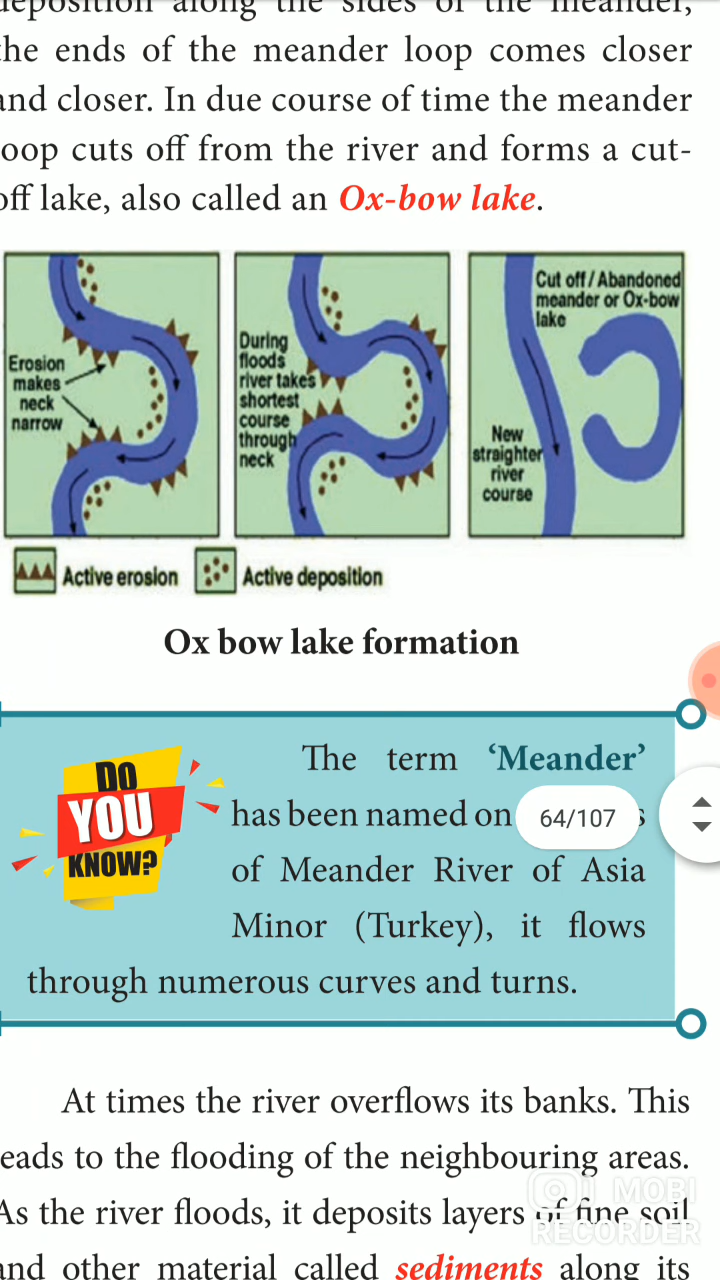 deposition along the sides of the meander,
the ends of the meander loop comes closer
and closer. In due course of time the meander
loop cuts off from the river and forms a cut-
off lake, also called an Ox-bow lake.
Erosion
makes
neck
narrow
During
floods
river takes
shortest
course
through
neck
Cut off / Abandoned
meander or Ox-bow
lake
New
straighter
river
course
Active erosion
Active deposition
Ox bow lake formation
DO
YOU
KNOW?
The term ‘Meander’
has been named on
64/107
of Meander River of Asia
Minor (Turkey), it flows
through numerous curves and turns.
At times the river overflows its banks. This
leads to the flooding of the neighbouring areas.
As the river floods, it deposits layers of fine soil
and other material called sediments along its
MOBI
RECORDER